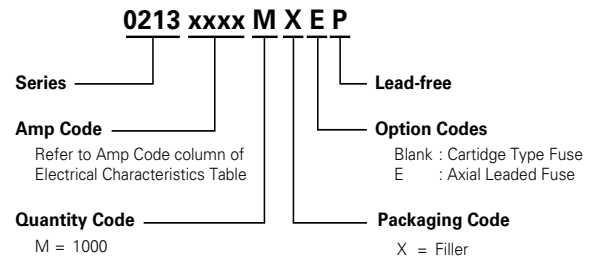 0213 xxxx M X E P
Series
Lead-free
Amp Code
Refer to Amp Code column of
Electrical Characteristics Table
Option Codes
Blank : Cartidge Type Fuse
E : Axial Leaded Fuse
Quantity Code
M = 1000
Packaging Code
X = Filler